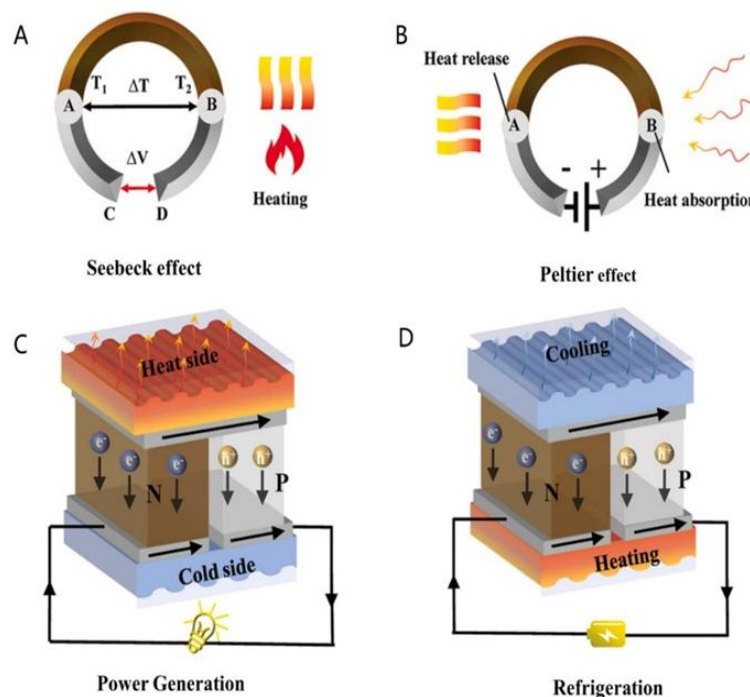 A
T1 ΔT T2
A B
ΔV
C D
Heating
Seebeck effect
B
Heat release
A B
- +
Heat absorption
Peltier effect
C
Heat side
e- e- e- h+ h+
N P
Cold side
Power Generation
D
Cooling
e- e- e- h+ h+
N P
Heating
Refrigeration